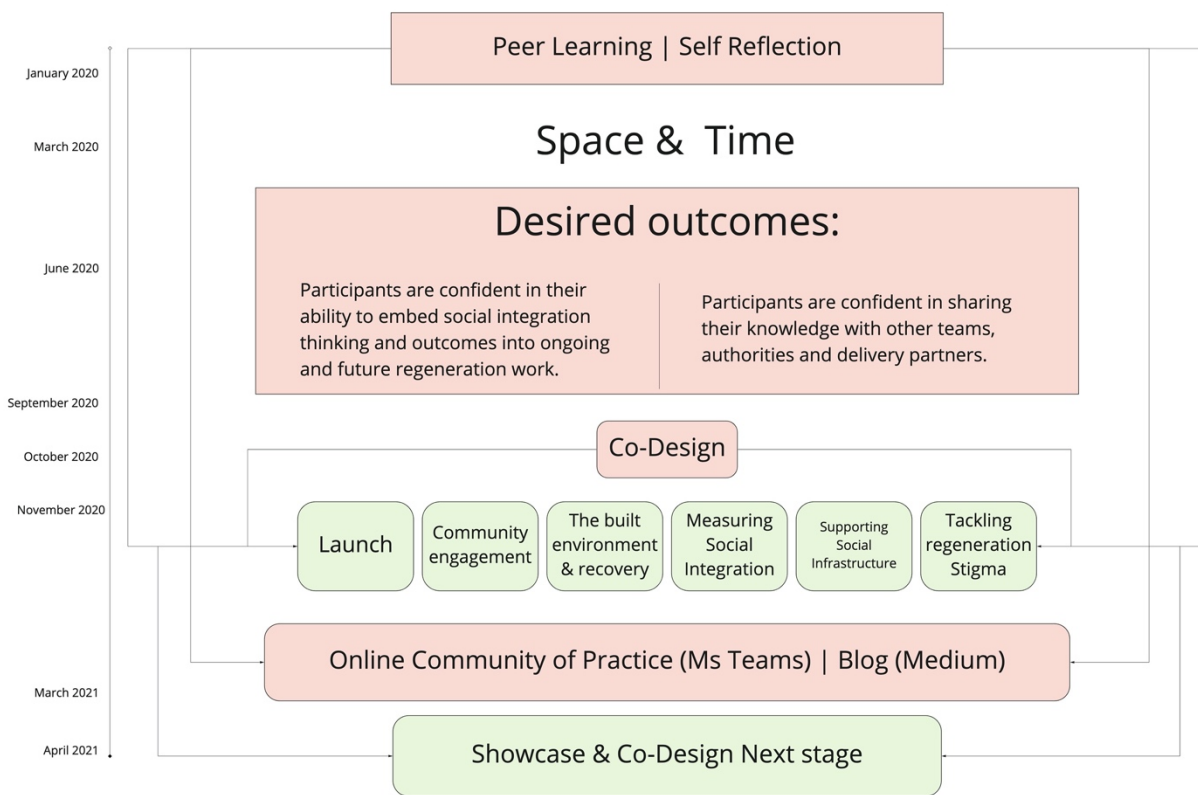 Peer Learning | Self Reflection
January 2020
Space & Time
March 2020
Desired outcomes:
June 2020
Participants are confident in their
ability to embed social integration
thinking and outcomes into ongoing
and future regeneration work.
Participants are confident in sharing
their knowledge with other teams,
authorities and delivery partners.
September 2020
Co-Design
October 2020
November 2020
Launch
Community
engagement
The built
environment
& recovery
Measuring
Social
Integration
Supporting
Social
Infrastructure
Tackling
regeneration
Stigma
Online Community of Practice (Ms Teams) | Blog (Medium)
March 2021
April 2021
Showcase & Co-Design Next stage